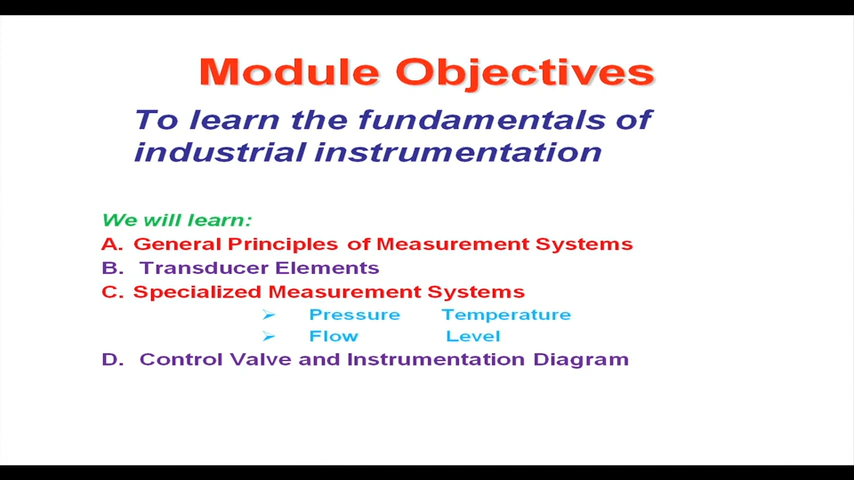 Module Objectives
To learn the fundamentals of
industrial instrumentation
We will learn:
A. General Principles of Measurement Systems
B. Transducer Elements
C. Specialized Measurement Systems
➢ Pressure Temperature
➢ Flow Level
D. Control Valve and Instrumentation Diagram